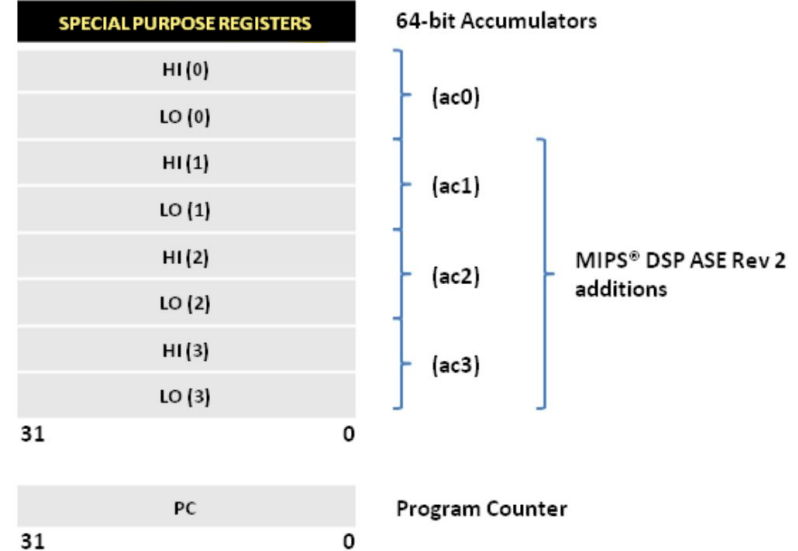 SPECIAL PURPOSE REGISTERS
64-bit Accumulators
HI (0)
LO (0)
(ac0)
HI (1)
LO (1)
(ac1)
HI (2)
LO (2)
(ac2)
HI (3)
LO (3)
(ac3)
MIPS® DSP ASE Rev 2
additions
31 0
PC
Program Counter
31 0